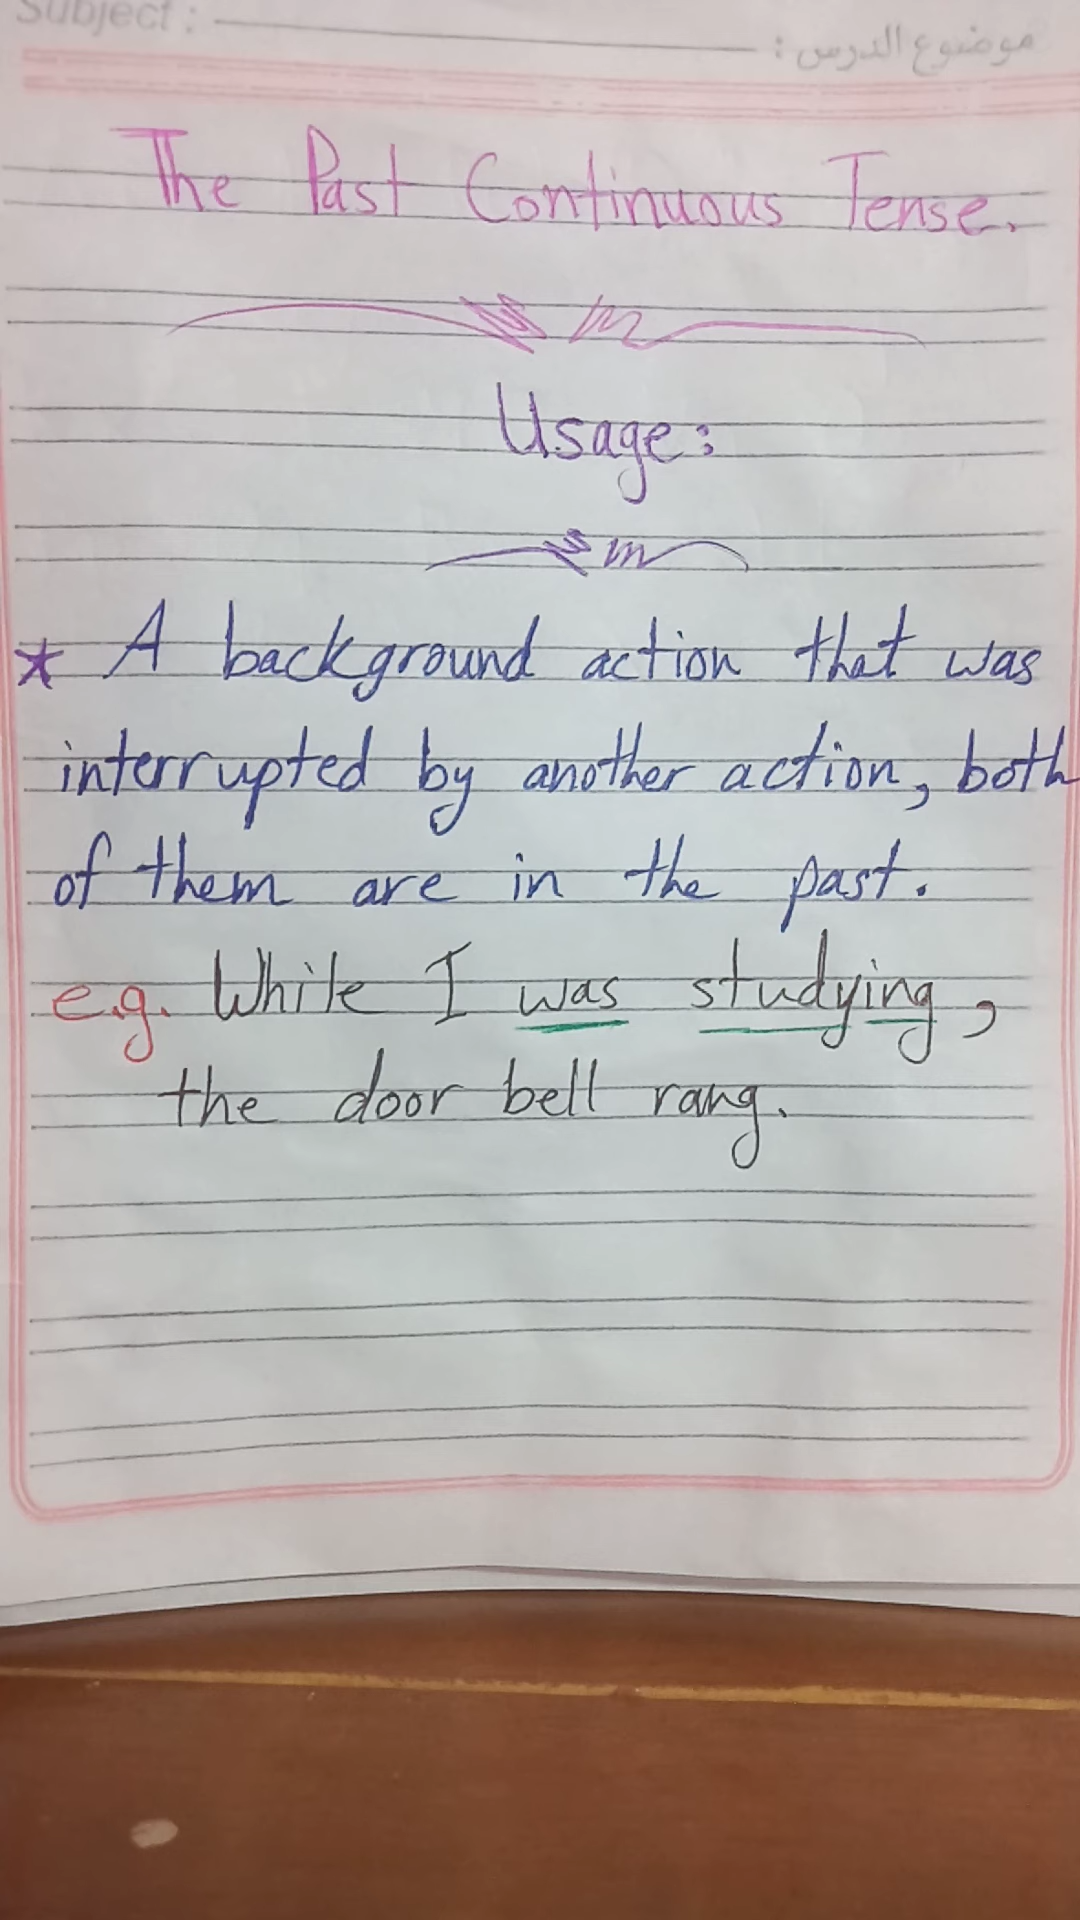 Subject :
موضوع الدرس :
The Past Continuous Tense.
Usage:
* A background action that was
interrupted by another action, both
of them are in the past.
e.g. While I was studying,
the door bell rang.